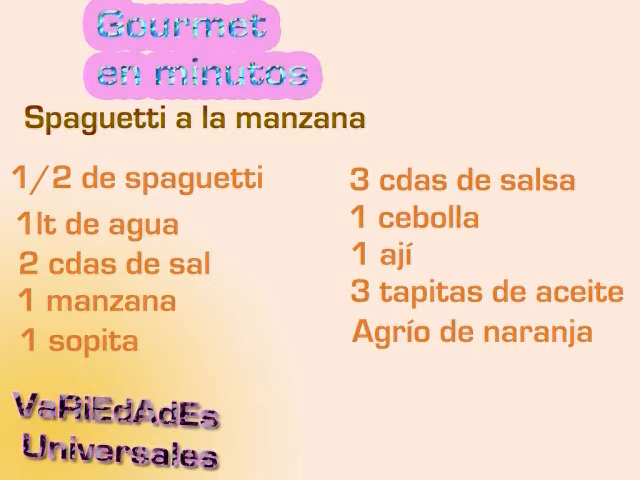 Gourmet
en minutos
Spaguetti a la manzana
1/2 de spaguetti
1lt de agua
2 cdas de sal
1 manzana
1 sopita
3 cdas de salsa
1 cebolla
1 ají
3 tapitas de aceite
Agrío de naranja
VaRiEdAdEs
Universales